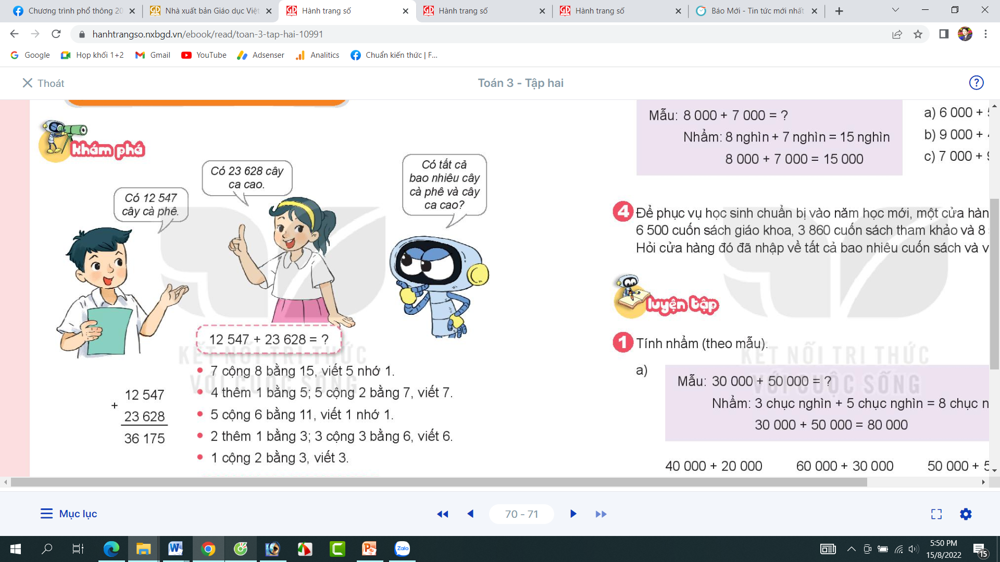 Chương trình phổ thông 20
Nhà xuất bản Giáo dục Việt
Hành trang số
Hành trang số
Hành trang số
Báo Mới - Tin tức mới nhất
hanhtrangso.nxbgd.vn/ebook/read/toan-3-tap-hai-10991
Google
Họp khối 1+2
Gmail
YouTube
Adsenser
Analitics
Chuẩn kiến thức | F...
Thoát
Toán 3 - Tập hai
?
khám phá
Có 12 547
cây cà phê.
Có 23 628 cây
ca cao.
Có tất cả
bao nhiêu cây
cà phê và cây
ca cao?
12 547 + 23 628 = ?
KẾT NỐI TRI THỨC
VỚI CUỘC SỐNG
12 547
+
23 628
36 175
7 cộng 8 bằng 15, viết 5 nhớ 1.
4 thêm 1 bằng 5; 5 cộng 2 bằng 7, viết 7.
5 cộng 6 bằng 11, viết 1 nhớ 1.
2 thêm 1 bằng 3; 3 cộng 3 bằng 6, viết 6.
1 cộng 2 bằng 3, viết 3.
Mẫu: 8 000 + 7 000 = ?
Nhẩm: 8 nghìn + 7 nghìn = 15 nghìn
8 000 + 7 000 = 15 000
a) 6 000 +
b) 9 000 +
c) 7 000 +
4 Để phục vụ học sinh chuẩn bị vào năm học mới, một cửa hàn
6 500 cuốn sách giáo khoa, 3 860 cuốn sách tham khảo và 8
Hỏi cửa hàng đó đã nhập về tất cả bao nhiêu cuốn sách và v
luyện tập
1 Tính nhẩm (theo mẫu).
KẾT NỐI TRI THỨC
VỚI CUỘC SỐNG
a)
Mẫu: 30 000 + 50 000 = ?
Nhẩm: 3 chục nghìn + 5 chục nghìn = 8 chục n
30 000 + 50 000 = 80 000
40 000 + 20 000
60 000 + 30 000
50 000 + 5
Mục lục
70 - 71
Zalo
5:50 PM
15/8/2022
15